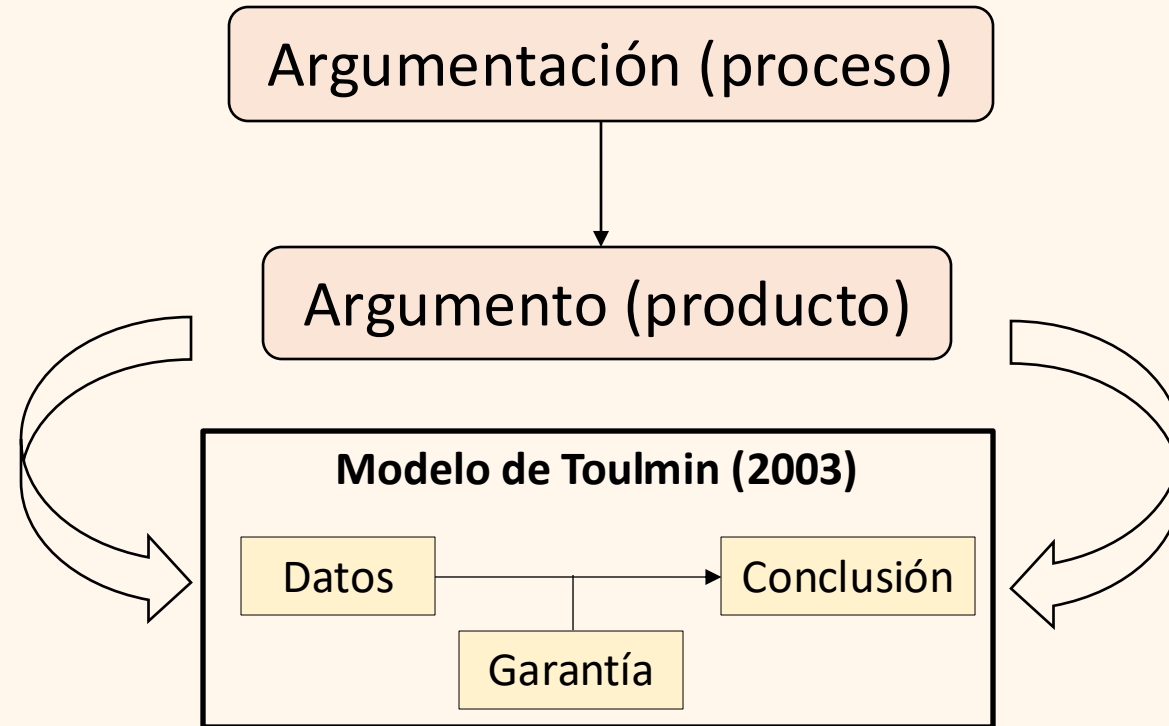 Argumentación (proceso)
Argumento (producto)
Modelo de Toulmin (2003)
Datos
Conclusión
Garantía